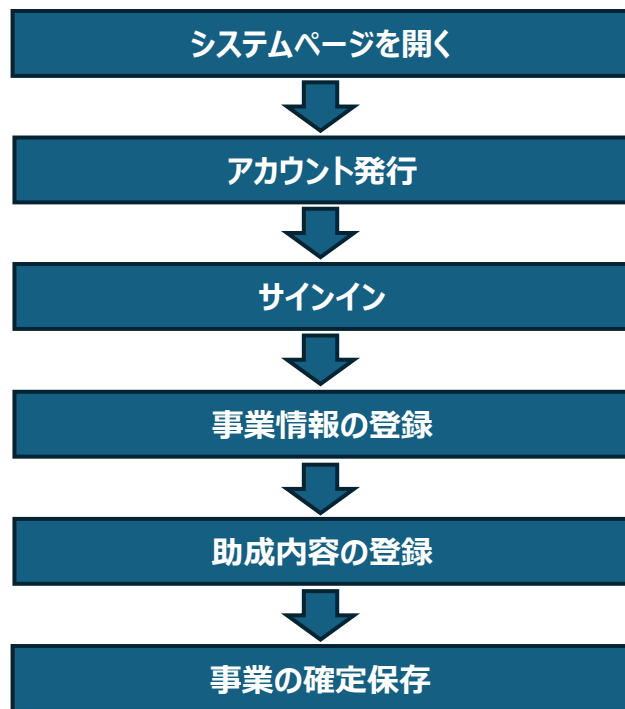 システムページを開く
アカウント発行
サインイン
事業情報の登録
助成内容の登録
事業の確定保存